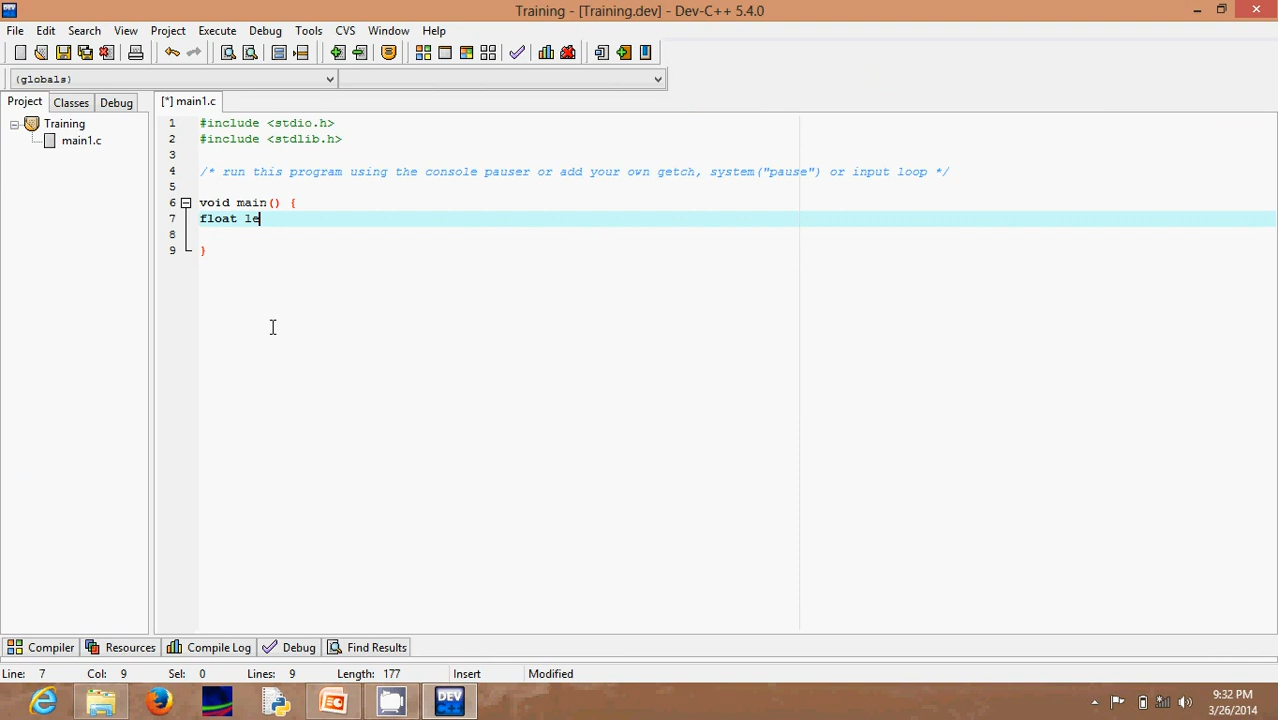 Training - [Training.dev] - Dev-C++ 5.4.0
File Edit Search View Project Execute Debug Tools CVS Window Help
(globals)
Project Classes Debug
[*] main1.c
Training
main1.c
1 #include <stdio.h>
2 #include <stdlib.h>
3
4 /* run this program using the console pauser or add your own getch, system("pause") or input loop */
5
6 void main() {
7 float le
8
9 }
Compiler Resources Compile Log Debug Find Results
Line: 7 Col: 9 Sel: 0 Lines: 9 Length: 177 Insert Modified
DEV
9:32 PM
3/26/2014